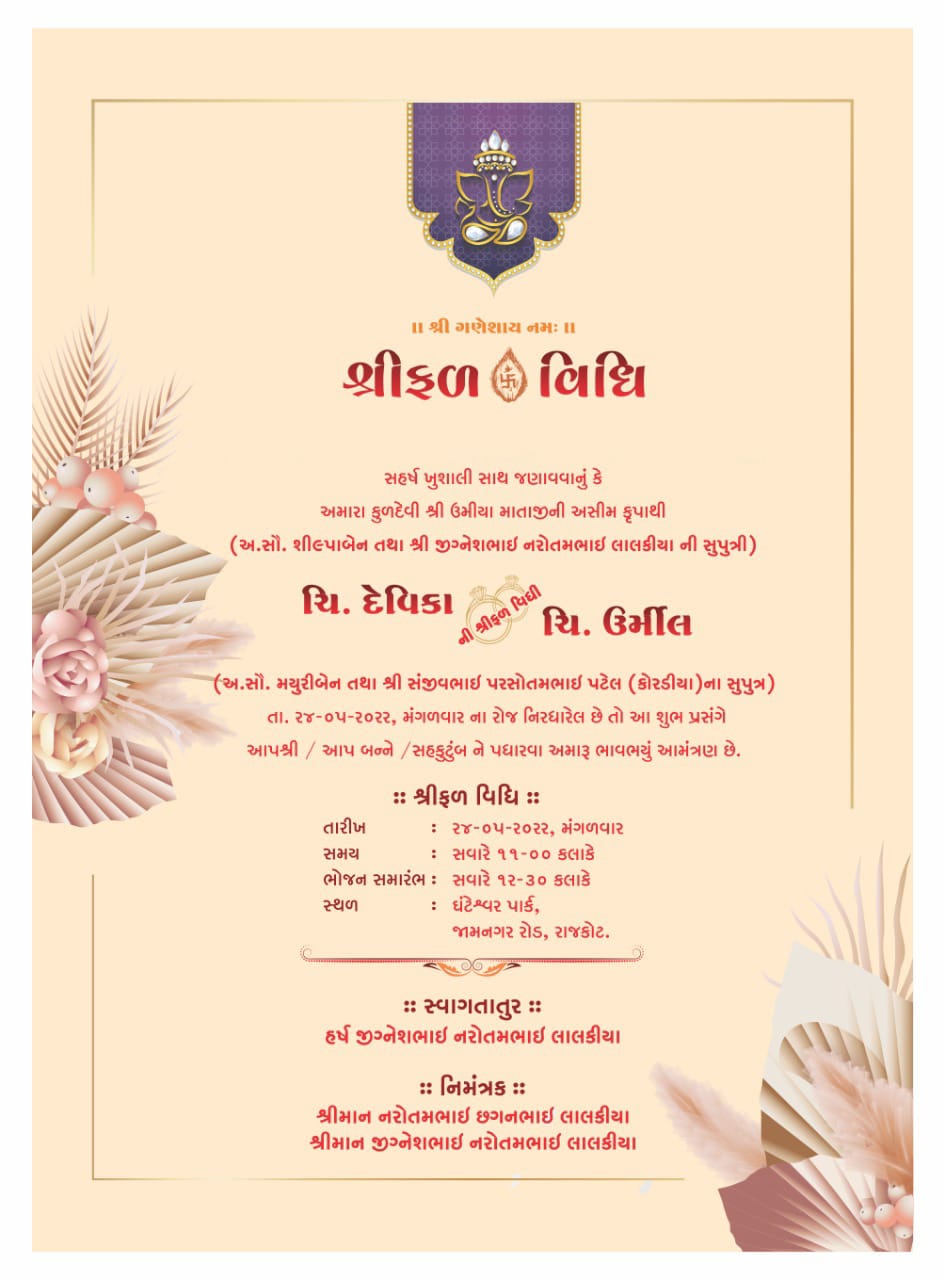 ॥ શ્રી ગણેશાય નમઃ ॥
શ્રીફળ વિધિ
સહર્ષ ખુશાલી સાથ જણાવવાનું કે
અમારા કુળદેવી શ્રી ઉમીયા માતાજીની અસીમ કૃપાથી
(અ.સૌ. શીલ્પાબેન તથા શ્રી જીગ્નેશભાઇ નરોતમભાઇ લાલકીયા ની સુપુત્રી)
ચિ. દેવિકા
ની શ્રીફળ વિધી
ચિ. ઉર્મીલ
(અ.સૌ. મયુરીબેન તથા શ્રી સંજીવભાઇ પરસોતમભાઇ પટેલ (કોરડીયા)ના સુપુત્ર)
તા. ૨૪-૦૫-૨૦૨૨, મંગળવાર ના રોજ નિરધારેલ છે તો આ શુભ પ્રસંગે
આપશ્રી / આપ બન્ને /સહકુટુંબ ને પધારવા અમારૂ ભાવભર્યું આમંત્રણ છે.
:: શ્રીફળ વિધિ ::
તારીખ : ૨૪-૦૫-૨૦૨૨, મંગળવાર
સમય : સવારે ૧૧-૦૦ કલાકે
ભોજન સમારંભ : સવારે ૧૨-૩૦ કલાકે
સ્થળ : ઘંટેશ્વર પાર્ક,
જામનગર રોડ, રાજકોટ.
:: સ્વાગતાતુર ::
હર્ષ જીગ્નેશભાઇ નરોતમભાઇ લાલકીયા
:: નિમંત્રક ::
શ્રીમાન નરોતમભાઇ છગનભાઇ લાલકીયા
શ્રીમાન જીગ્નેશભાઇ નરોતમભાઇ લાલકીયા